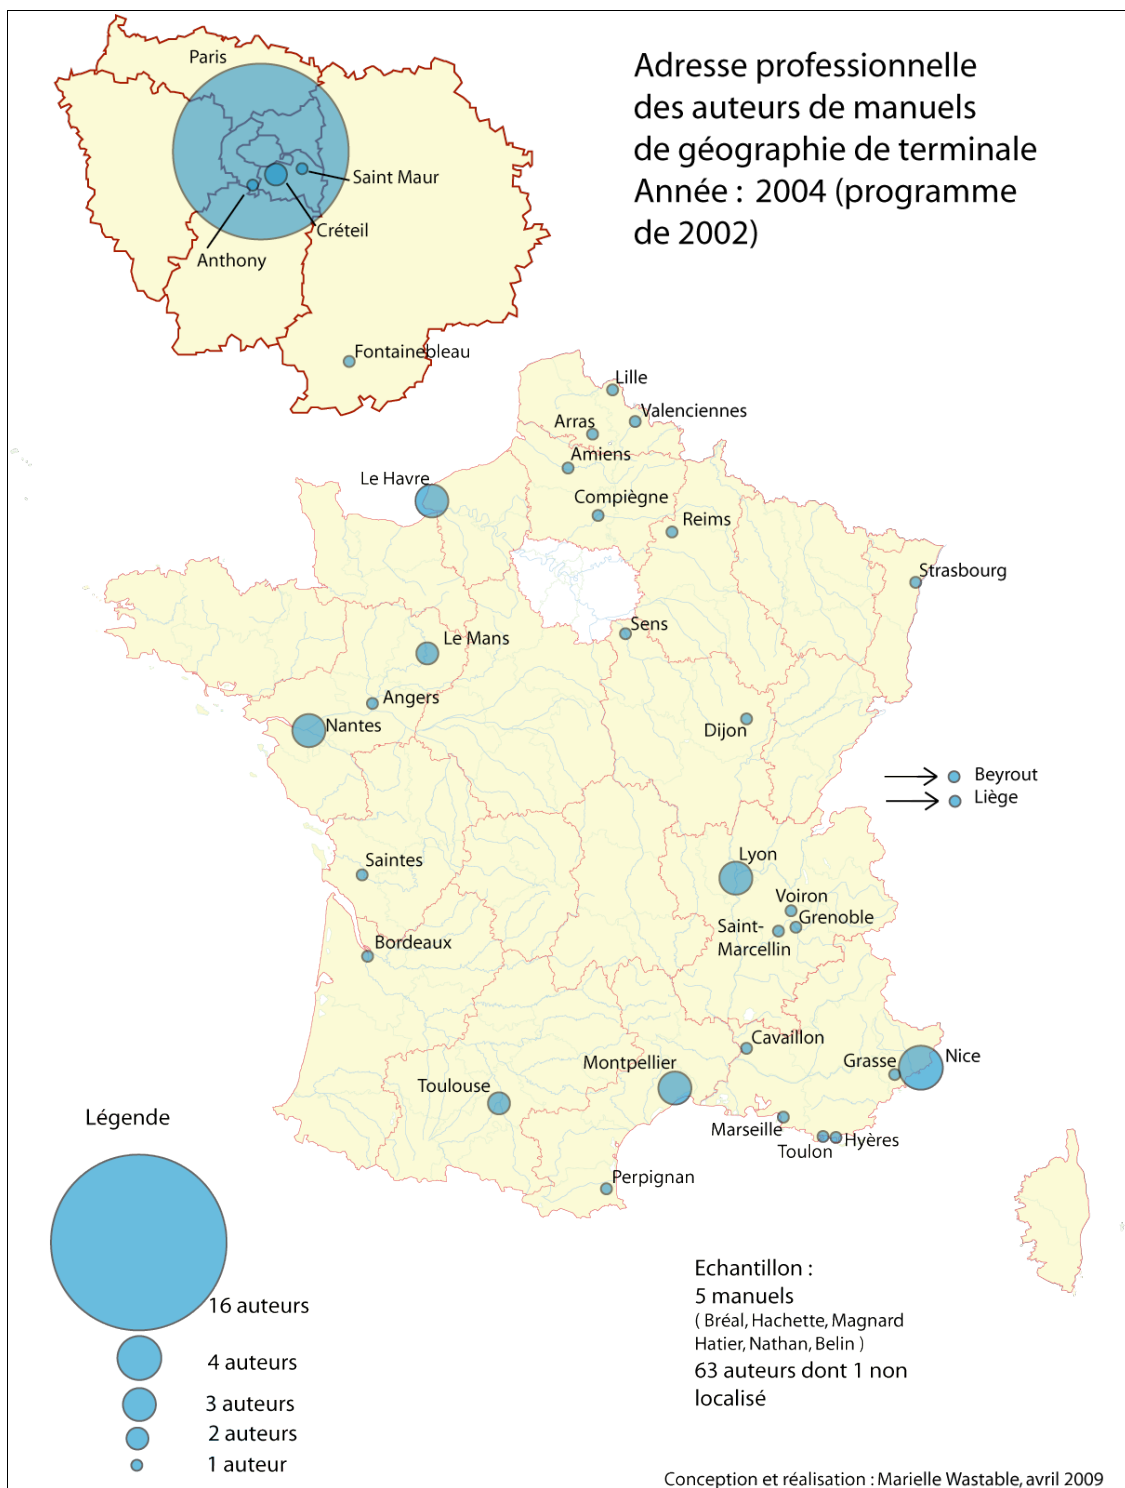 Adresse professionnelle
des auteurs de manuels
de géographie de terminale
Année : 2004 (programme
de 2002)
Paris
Saint Maur
Créteil
Anthony
Fontainebleau
Lille
Valenciennes
Arras
Amiens
Le Havre
Compiègne
Reims
Strasbourg
Sens
Le Mans
Angers
Nantes
Dijon
Beyrout
Liège
Saintes
Lyon
Voiron
Grenoble
Saint-
Marcellin
Bordeaux
Cavaillon
Montpellier
Grasse
Nice
Toulouse
Marseille
Toulon
Hyères
Perpignan
Légende
16 auteurs
4 auteurs
3 auteurs
2 auteurs
1 auteur
Echantillon :
5 manuels
( Bréal, Hachette, Magnard
Hatier, Nathan, Belin )
63 auteurs dont 1 non
localisé
Conception et réalisation : Marielle Wastable, avril 2009